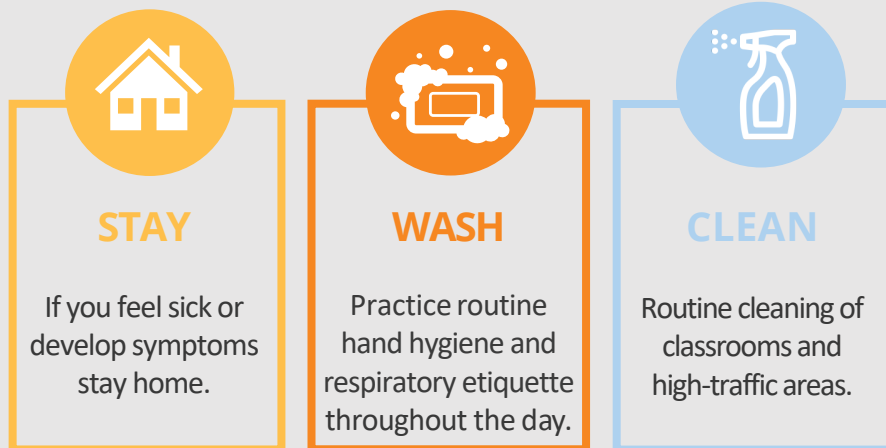 STAY
If you feel sick or
develop symptoms
stay home.
WASH
Practice routine
hand hygiene and
respiratory etiquette
throughout the day.
CLEAN
Routine cleaning of
classrooms and
high-traffic areas.